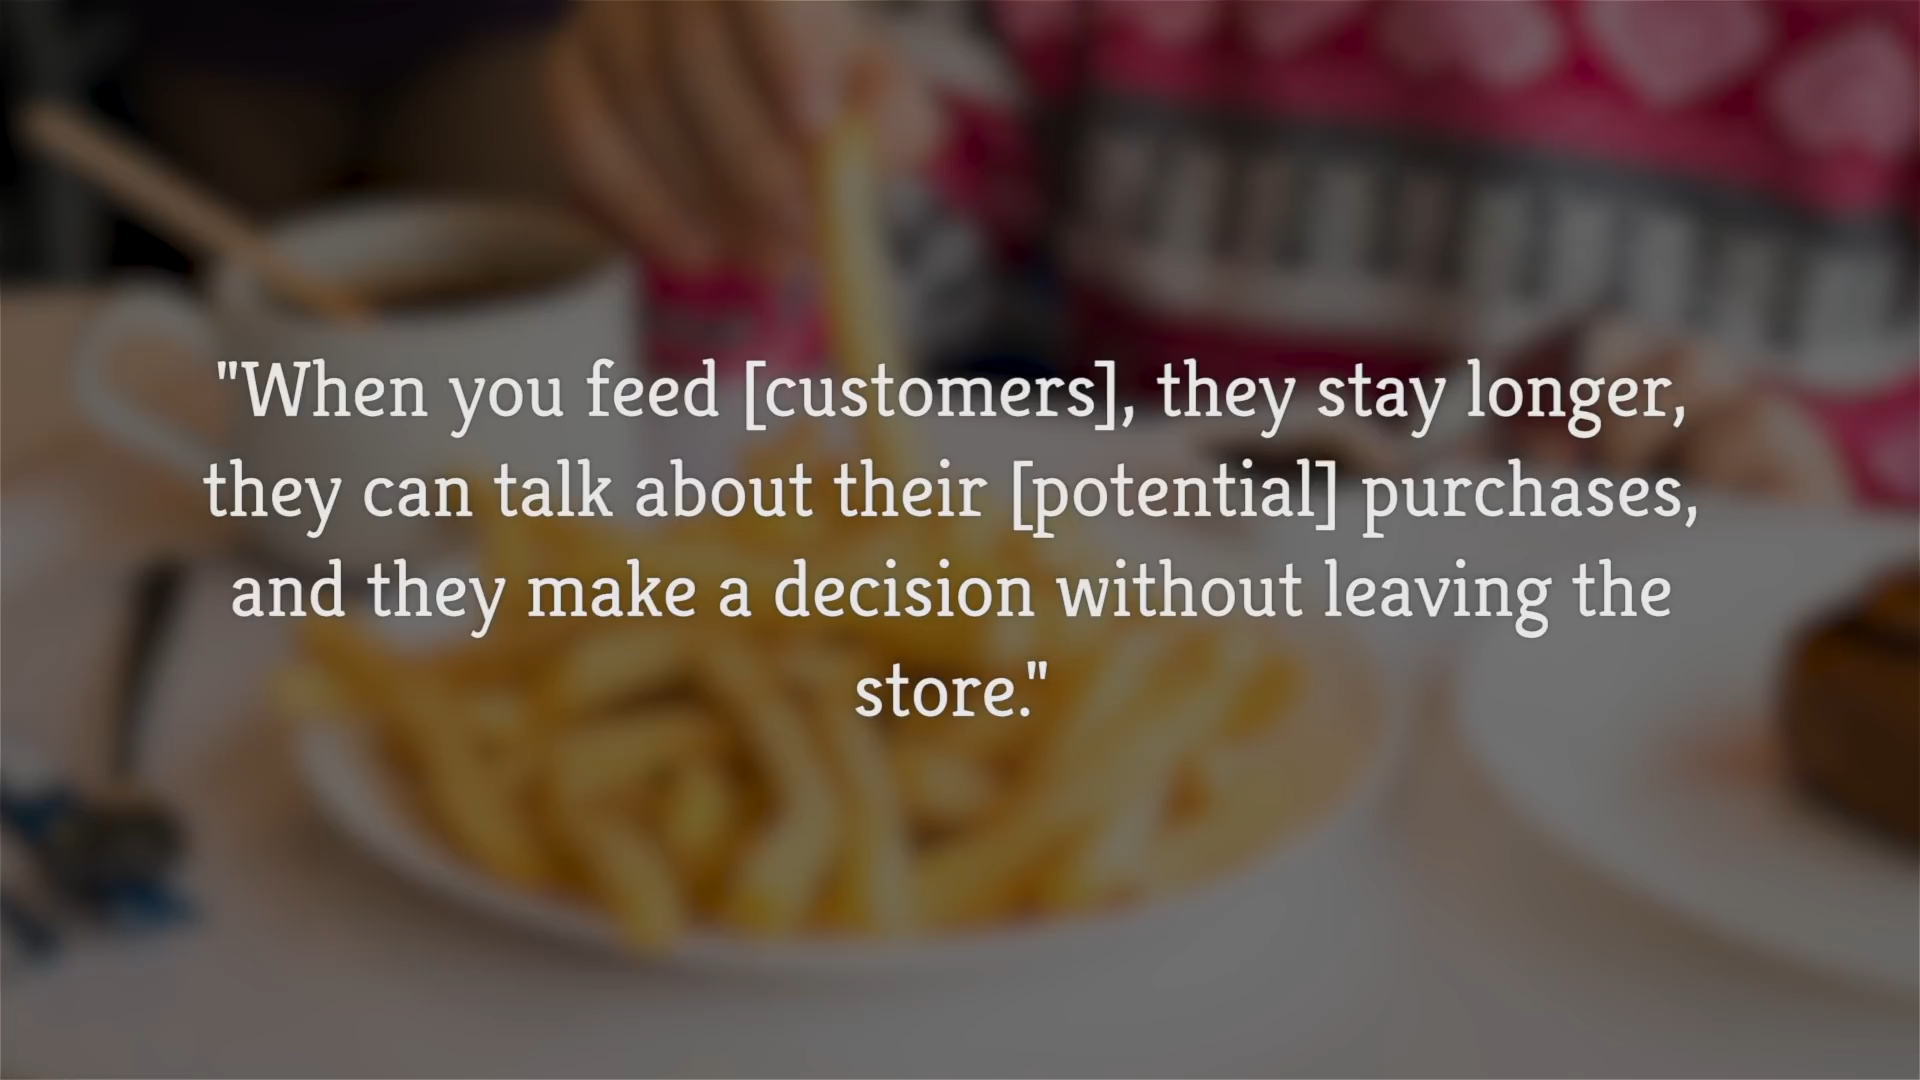 "When you feed [customers], they stay longer,
they can talk about their [potential] purchases,
and they make a decision without leaving the
store."